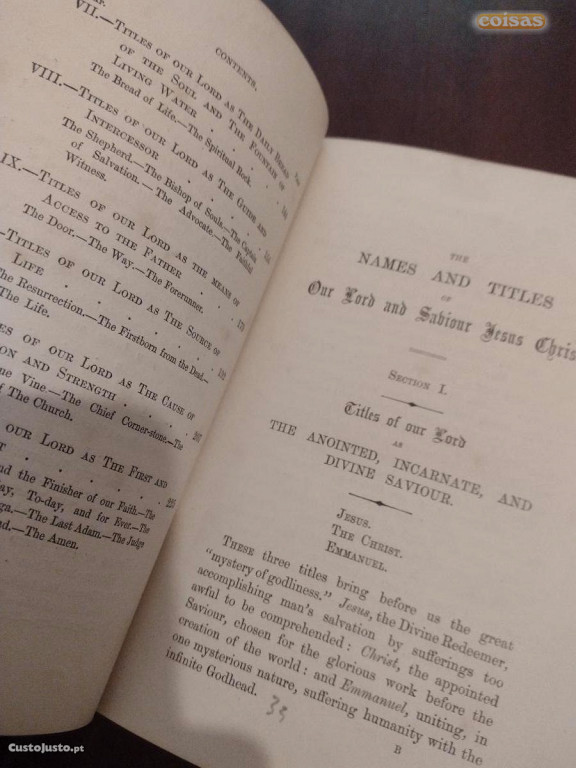 coisas
CONTENTS.
VII.—TITLES OF OUR LORD AS THE DAILY BREAD
OF THE SOUL AND THE FOUNTAIN OF
LIVING WATER
The Bread of Life.—The Spiritual Rock.
VIII.—TITLES OF OUR LORD AS THE GUIDE AND
INTERCESSOR
The Shepherd.—The Bishop of Souls.—The Captain
of Salvation.—The Advocate.—The Faithful
Witness.
IX.—TITLES OF OUR LORD AS THE MEANS OF
ACCESS TO THE FATHER
The Door.—The Way.—The Forerunner.
—TITLES OF OUR LORD AS THE SOURCE OF
LIFE
The Resurrection.—The Firstborn from the Dead.—
The Life.
OF OUR LORD AS THE CAUSE OF
AND STRENGTH
Vine.—The Chief Corner-stone.—The
of The Church.
OUR LORD AS THE FIRST AND
225
and the Finisher of our Faith.—The
To-day, and for Ever.—The
The Last Adam.—The Judge
The Amen.
THE
NAMES AND TITLES
OF
Our Lord and Saviour Jesus Chris
SECTION I.
Titles of our Lord
AS
THE ANOINTED, INCARNATE, AND
DIVINE SAVIOUR.
JESUS.
THE CHRIST.
EMMANUEL.
THESE three titles bring before us the great
"mystery of godliness." Jesus, the Divine Redeemer,
accomplishing man's salvation by sufferings too
awful to be comprehended: Christ, the appointed
Saviour, chosen for the glorious work before the
creation of the world: and Emmanuel, uniting, in
one mysterious nature, suffering humanity with the
infinite Godhead.
B
CustoJusto.pt